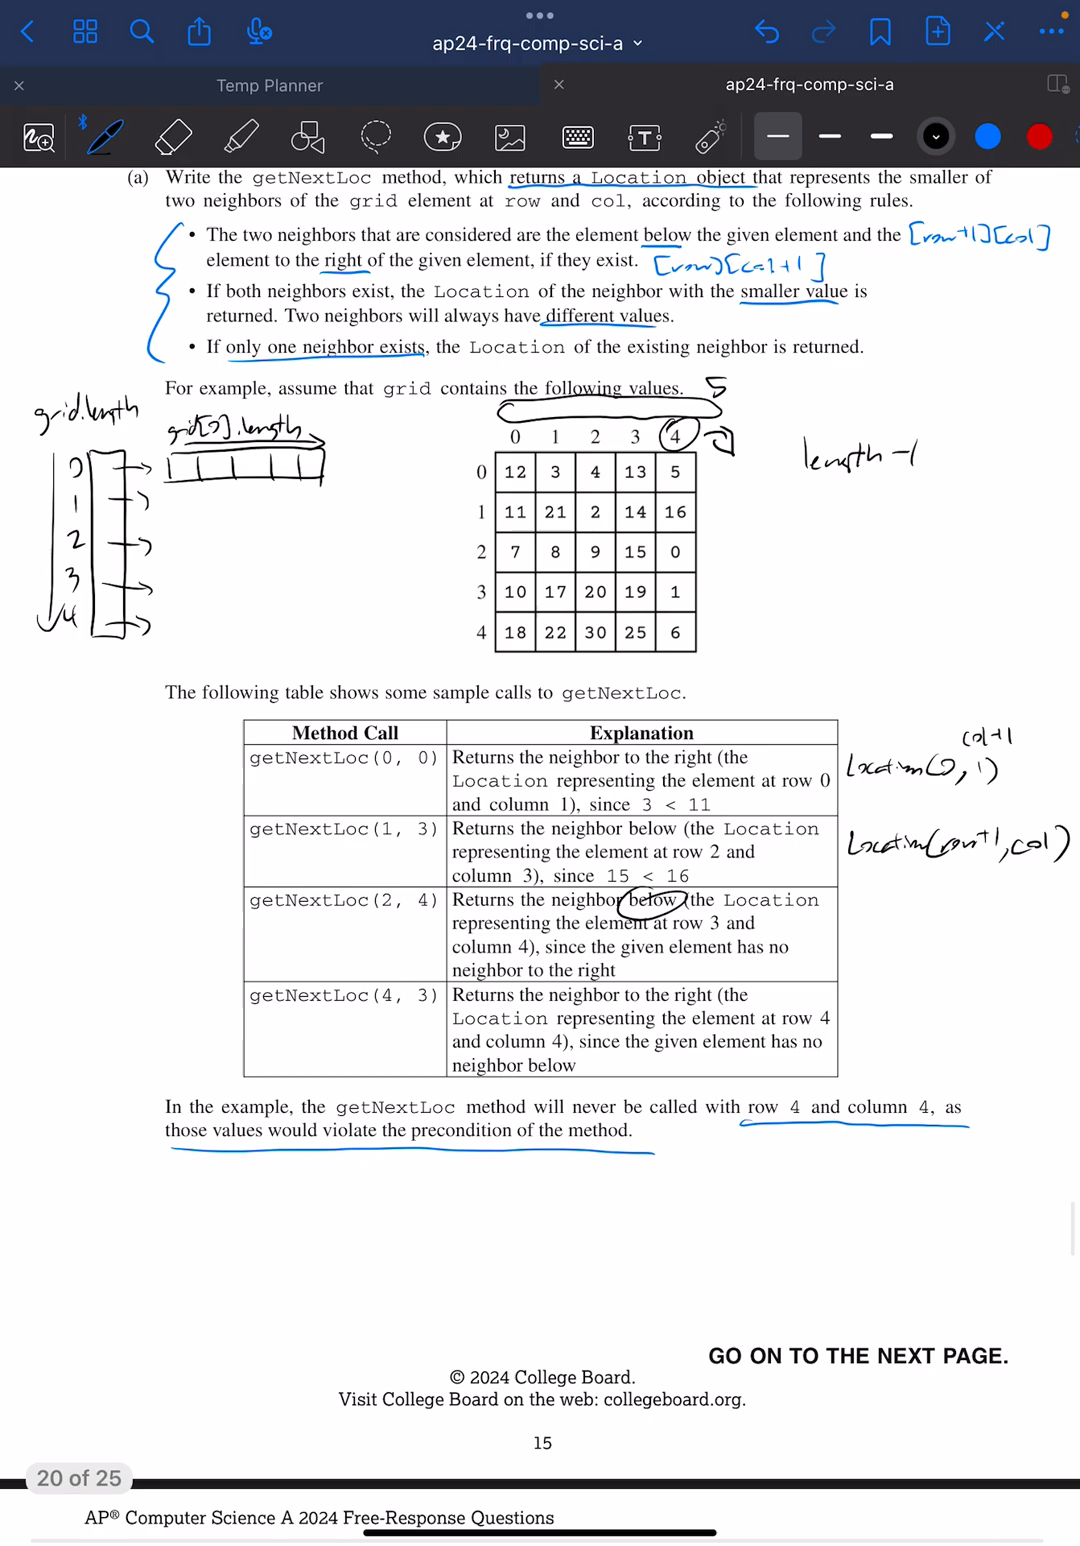 ap24-frq-comp-sci-a
Temp Planner
ap24-frq-comp-sci-a
(a) Write the getNextLoc method, which returns a Location object that represents the smaller of
two neighbors of the grid element at row and col, according to the following rules.
• The two neighbors that are considered are the element below the given element and the [row+1][col]
element to the right of the given element, if they exist. [row][col+1]
• If both neighbors exist, the Location of the neighbor with the smaller value is
returned. Two neighbors will always have different values.
• If only one neighbor exists, the Location of the existing neighbor is returned.
For example, assume that grid contains the following values. 5
grid.length
grid[0].length
0 1 2 3 4
length-1
0 12 3 4 13 5
1 11 21 2 14 16
2 7 8 9 15 0
3 10 17 20 19 1
4 18 22 30 25 6
0
1
2
3
4
The following table shows some sample calls to getNextLoc.
Method Call Explanation
getNextLoc(0, 0) Returns the neighbor to the right (the
Location representing the element at row 0
and column 1), since 3 < 11
col+1
Location(0, 1)
getNextLoc(1, 3) Returns the neighbor below (the Location
representing the element at row 2 and
column 3), since 15 < 16
Location(row+1, col)
getNextLoc(2, 4) Returns the neighbor below (the Location
representing the element at row 3 and
column 4), since the given element has no
neighbor to the right
getNextLoc(4, 3) Returns the neighbor to the right (the
Location representing the element at row 4
and column 4), since the given element has no
neighbor below
In the example, the getNextLoc method will never be called with row 4 and column 4, as
those values would violate the precondition of the method.
GO ON TO THE NEXT PAGE.
© 2024 College Board.
Visit College Board on the web: collegeboard.org.
15
20 of 25
AP® Computer Science A 2024 Free-Response Questions